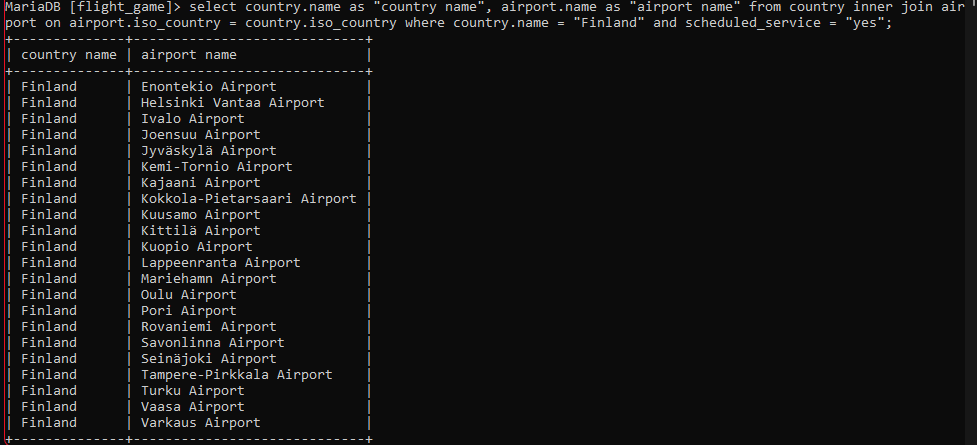 MariaDB [flight_game]> select country.name as "country name", airport.name as "airport name" from country inner join air
port on airport.iso_country = country.iso_country where country.name = "Finland" and scheduled_service = "yes";
+--------------+-----------------------------+
| country name | airport name                |
+--------------+-----------------------------+
| Finland      | Enontekio Airport           |
| Finland      | Helsinki Vantaa Airport     |
| Finland      | Ivalo Airport               |
| Finland      | Joensuu Airport             |
| Finland      | Jyväskylä Airport           |
| Finland      | Kemi-Tornio Airport         |
| Finland      | Kajaani Airport             |
| Finland      | Kokkola-Pietarsaari Airport |
| Finland      | Kuusamo Airport             |
| Finland      | Kittilä Airport             |
| Finland      | Kuopio Airport              |
| Finland      | Lappeenranta Airport        |
| Finland      | Mariehamn Airport           |
| Finland      | Oulu Airport                |
| Finland      | Pori Airport                |
| Finland      | Rovaniemi Airport           |
| Finland      | Savonlinna Airport          |
| Finland      | Seinäjoki Airport           |
| Finland      | Tampere-Pirkkala Airport    |
| Finland      | Turku Airport               |
| Finland      | Vaasa Airport               |
| Finland      | Varkaus Airport             |
+--------------+-----------------------------+